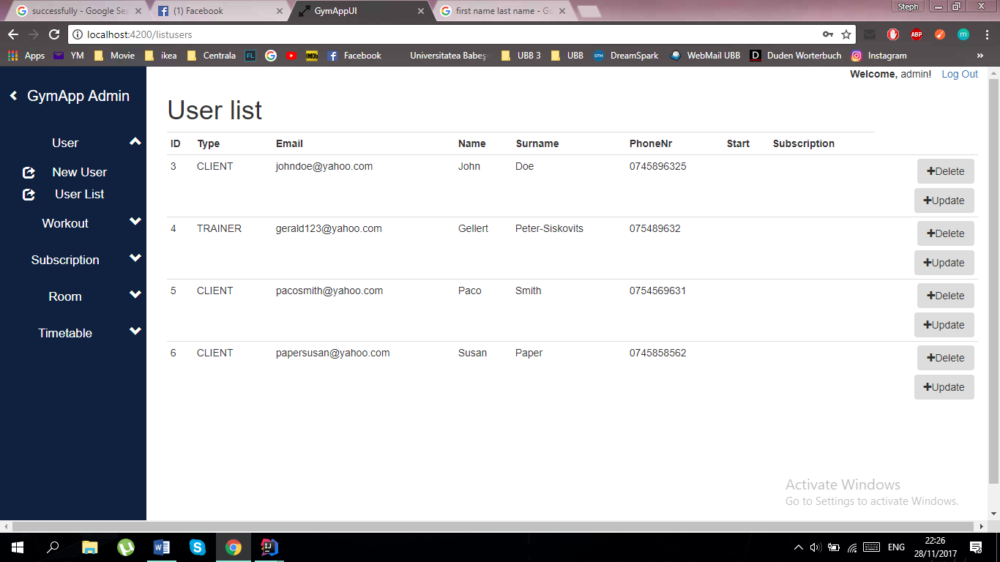 successfully - Google Sea
(1) Facebook
GymAppUI
first name last name - Go
Steph
localhost:4200/listusers
ABP
m
Apps YM Movie ikea Centrala FL IMDb Facebook Universitatea Babeş- UBB 3 UBB OTH DreamSpark WebMail UBB D Duden Worterbuch Instagram »
Welcome, admin! Log Out
GymApp Admin
User
New User
User List
Workout
Subscription
Room
Timetable
User list
ID Type Email Name Surname PhoneNr Start Subscription
3 CLIENT johndoe@yahoo.com John Doe 0745896325 +Delete
+Update
4 TRAINER gerald123@yahoo.com Gellert Peter-Siskovits 075489632 +Delete
+Update
5 CLIENT pacosmith@yahoo.com Paco Smith 0754569631 +Delete
+Update
6 CLIENT papersusan@yahoo.com Susan Paper 0745858562 +Delete
+Update
Activate Windows
Go to Settings to activate Windows.
ENG
22:26
28/11/2017